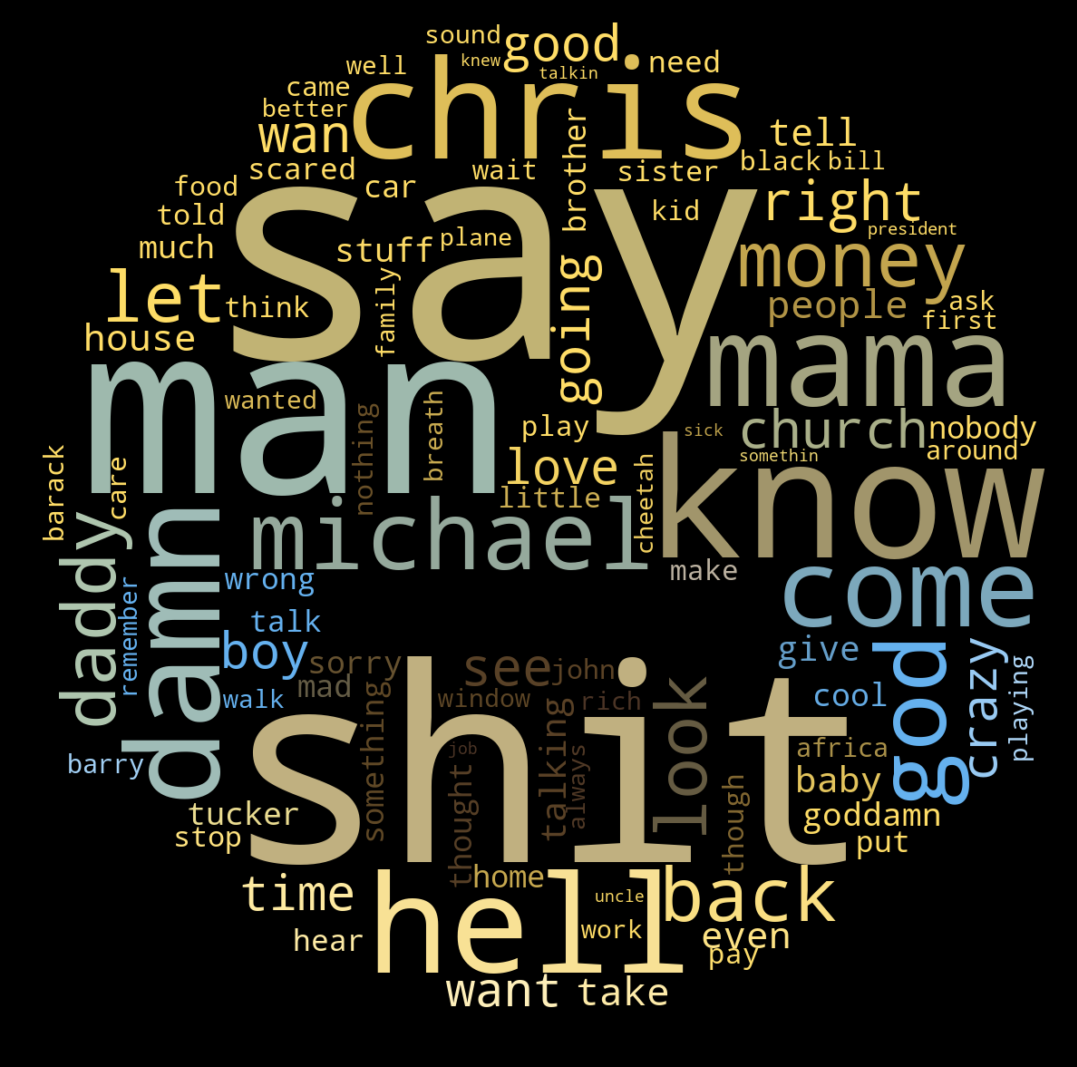 sound
good
knew
well
talkin
need
came
chris
better
wan
tell
scared
wait
brother
sister
black
bill
food
car
kid
right
told
say
president
much
stuff
plane
money
let
think
family
going
people
ask
first
house
man
mama
wanted
nothing
breath
play
sick
church
nobody
somethin
around
love
know
barack
care
little
cheetah
michael
make
come
daddy
damn
remember
wrong
talk
boy
sorry
see
john
give
god
crazy
playing
mad
window
rich
look
cool
walk
shit
something
job
thought
talking
always
africa
barry
though
baby
tucker
goddamn
stop
put
time
home
hell
uncle
back
hear
work
even
pay
want
take